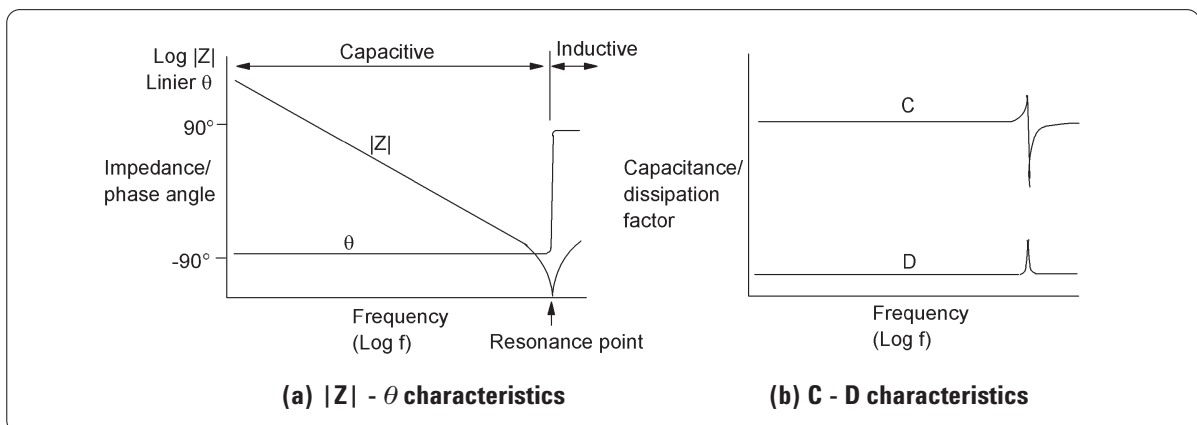 Log |Z|
Linier θ
Capacitive
Inductive
90°
|Z|
Impedance/
phase angle
θ
-90°
Frequency
(Log f)
Resonance point
(a) |Z| - θ characteristics
C
Capacitance/
dissipation
factor
D
Frequency
(Log f)
(b) C - D characteristics